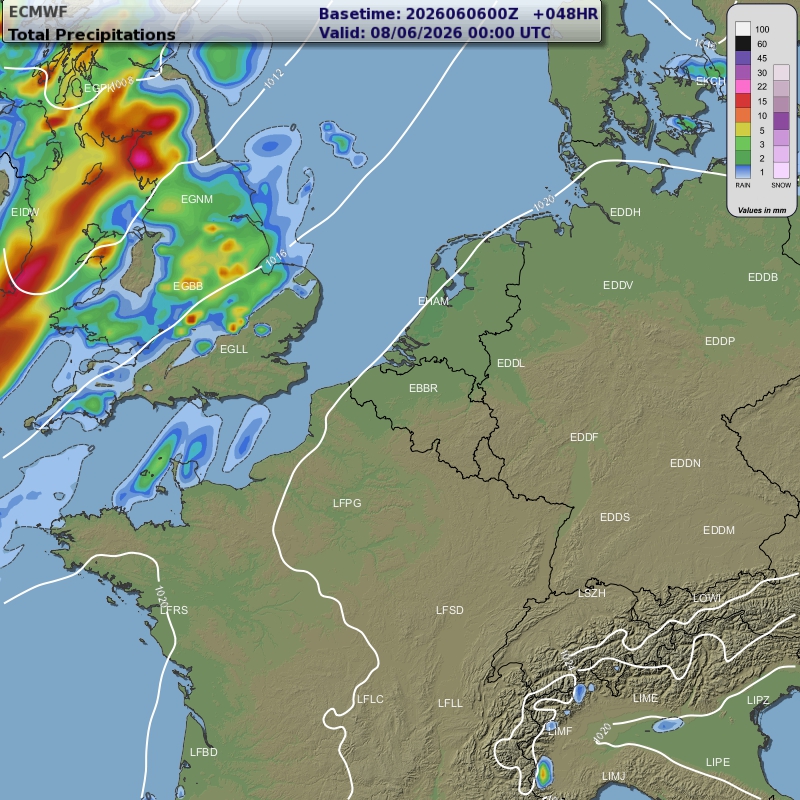 ECMWF
Basetime: 2026060600Z +048HR
Total Precipitations
Valid: 08/06/2026 00:00 UTC
100
60
45
30
22
15
10
5
3
2
1
RAIN SNOW
Values in mm
EKCH
1008
1012
EIDW
EGNM
1020
EDDH
1016
EGBB
EHAM
EDDV
EDDB
EGLL
EDDP
EDDL
EBBR
EDDF
EDDN
LFPG
EDDS
EDDM
1020
LFRS
LFSD
LSZH
LOWI
LFLC
LFLL
LIME
LIPZ
LIMF
1020
LFBD
LIPE
LIMJ